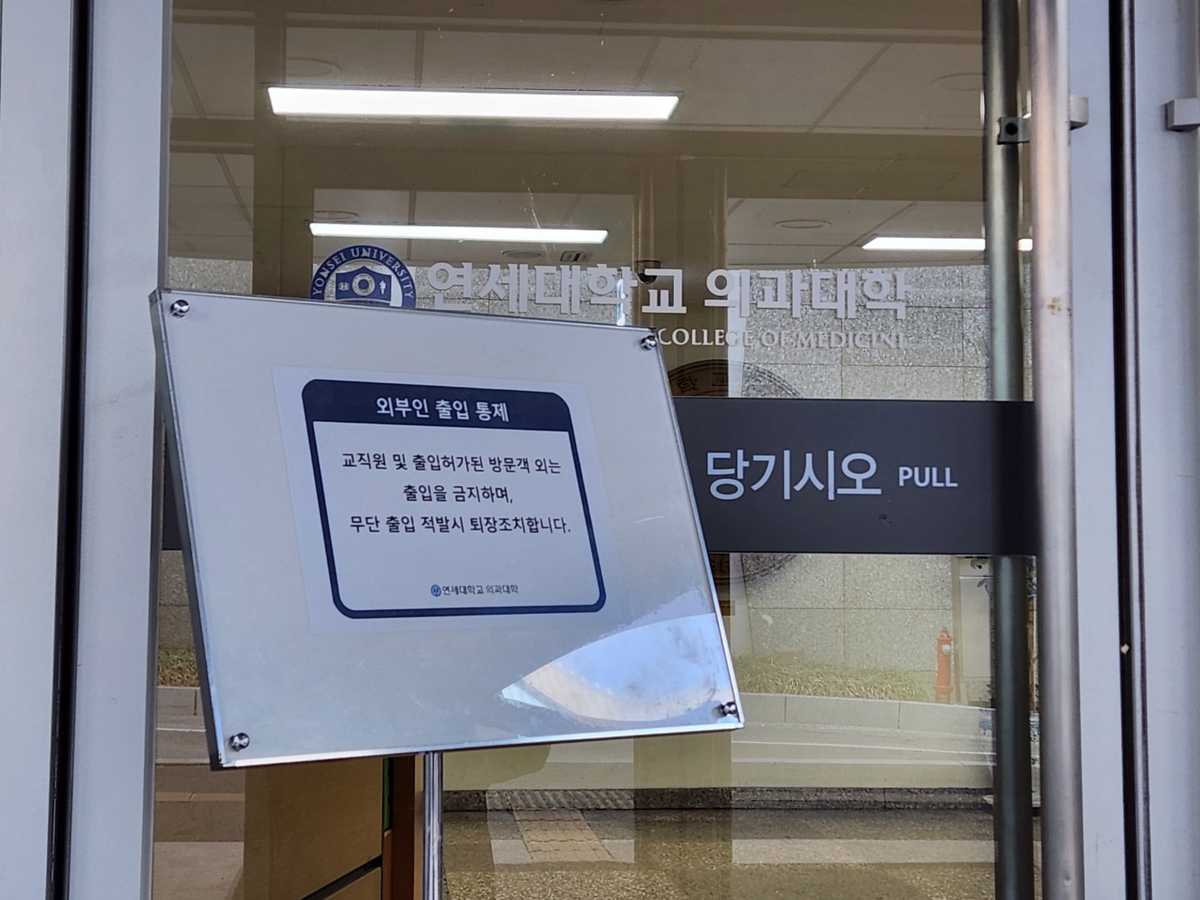 YONSEI UNIVERSITY
연세대학교 의과대학
COLLEGE OF MEDICINE
외부인 출입 통제
교직원 및 출입허가된 방문객 외는
출입을 금지하며,
무단 출입 적발시 퇴장조치합니다.
연세대학교 의과대학
당기시오 PULL